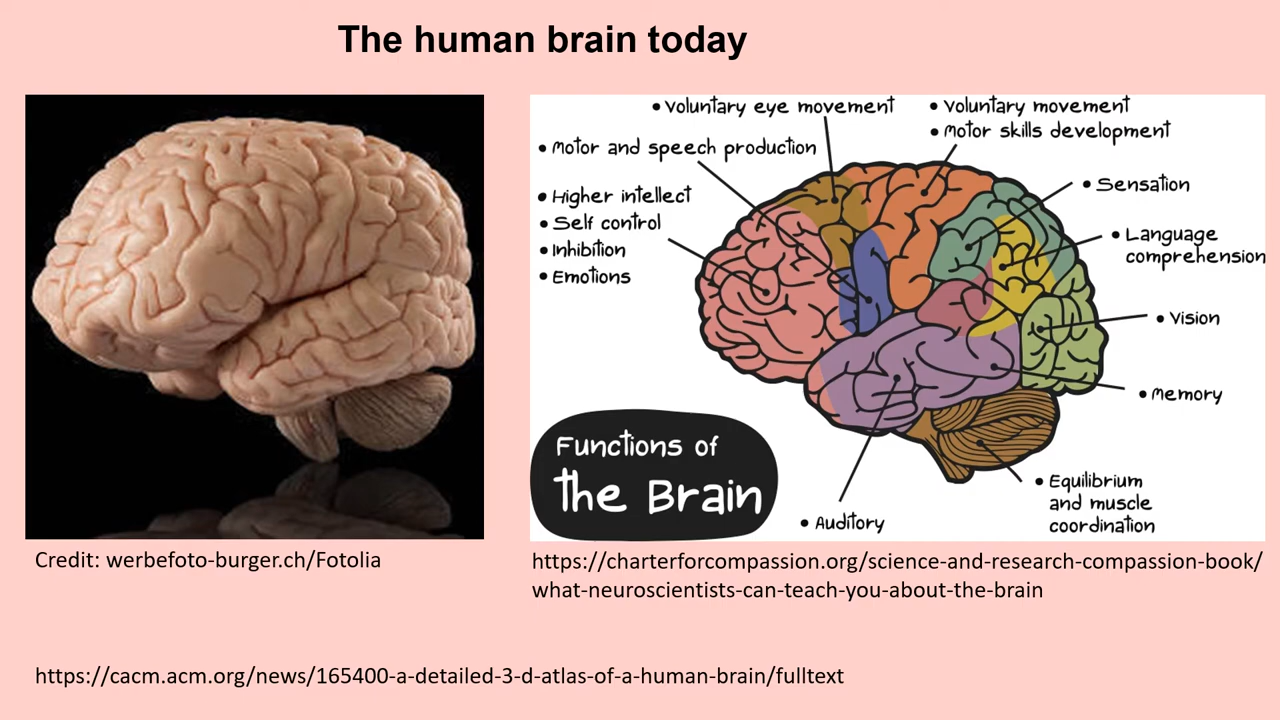 The human brain today
• Voluntary eye movement
• Voluntary movement
• Motor skills development
• Motor and speech production
• Higher intellect
• Self control
• Inhibition
• Emotions
• Sensation
• Language
comprehension
• Vision
• Memory
• Equilibrium
and muscle
coordination
• Auditory
Functions of
the Brain
Credit: werbefoto-burger.ch/Fotolia
https://charterforcompassion.org/science-and-research-compassion-book/
what-neuroscientists-can-teach-you-about-the-brain
https://cacm.acm.org/news/165400-a-detailed-3-d-atlas-of-a-human-brain/fulltext